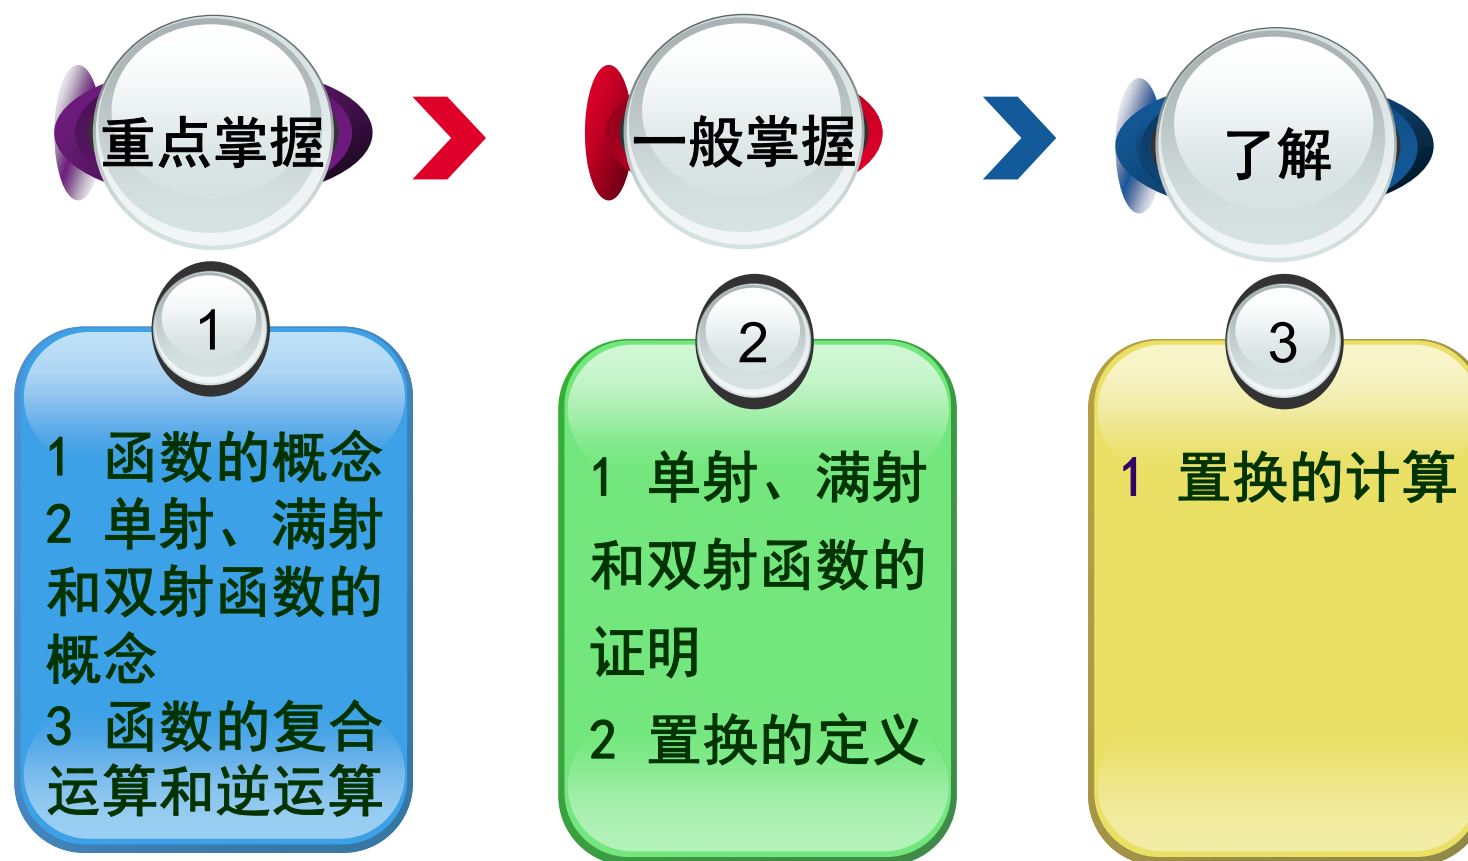 重点掌握
一般掌握
了解
1
1 函数的概念
2 单射、满射
和双射函数的
概念
3 函数的复合
运算和逆运算
2
1 单射、满射
和双射函数的
证明
2 置换的定义
3
1 置换的计算